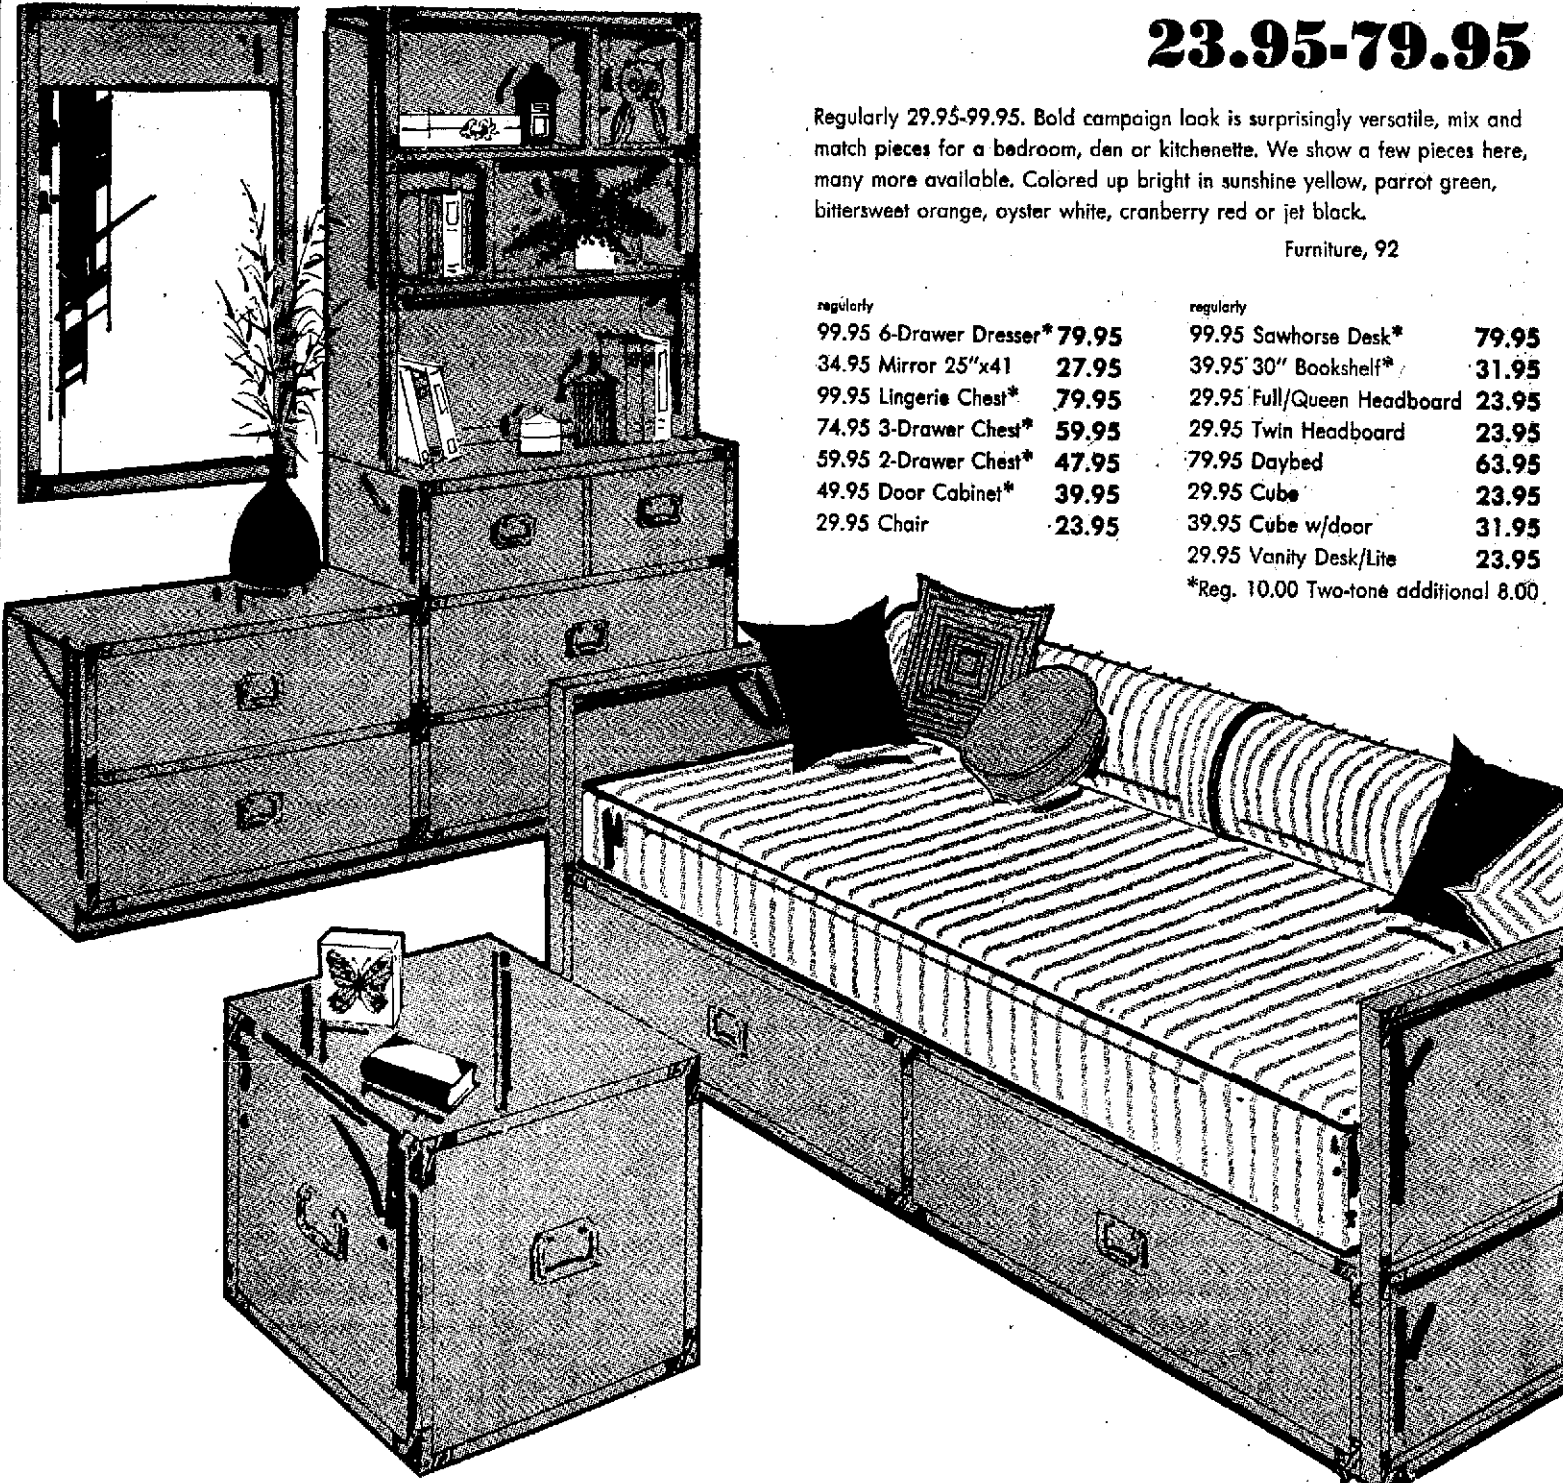 23.95-79.95
Regularly 29.95-99.95. Bold campaign look is surprisingly versatile, mix and
match pieces for a bedroom, den or kitchenette. We show a few pieces here,
many more available. Colored up bright in sunshine yellow, parrot green,
bittersweet orange, oyster white, cranberry red or jet black.
Furniture, 92
regularly
99.95 6-Drawer Dresser* 79.95
34.95 Mirror 25"x41 27.95
99.95 Lingerie Chest* 79.95
74.95 3-Drawer Chest* 59.95
59.95 2-Drawer Chest* 47.95
49.95 Door Cabinet* 39.95
29.95 Chair 23.95
regularly
99.95 Sawhorse Desk* 79.95
39.95 30" Bookshelf* 31.95
29.95 Full/Queen Headboard 23.95
29.95 Twin Headboard 23.95
79.95 Daybed 63.95
29.95 Cube 23.95
39.95 Cube w/door 31.95
29.95 Vanity Desk/Lite 23.95
*Reg. 10.00 Two-tone additional 8.00